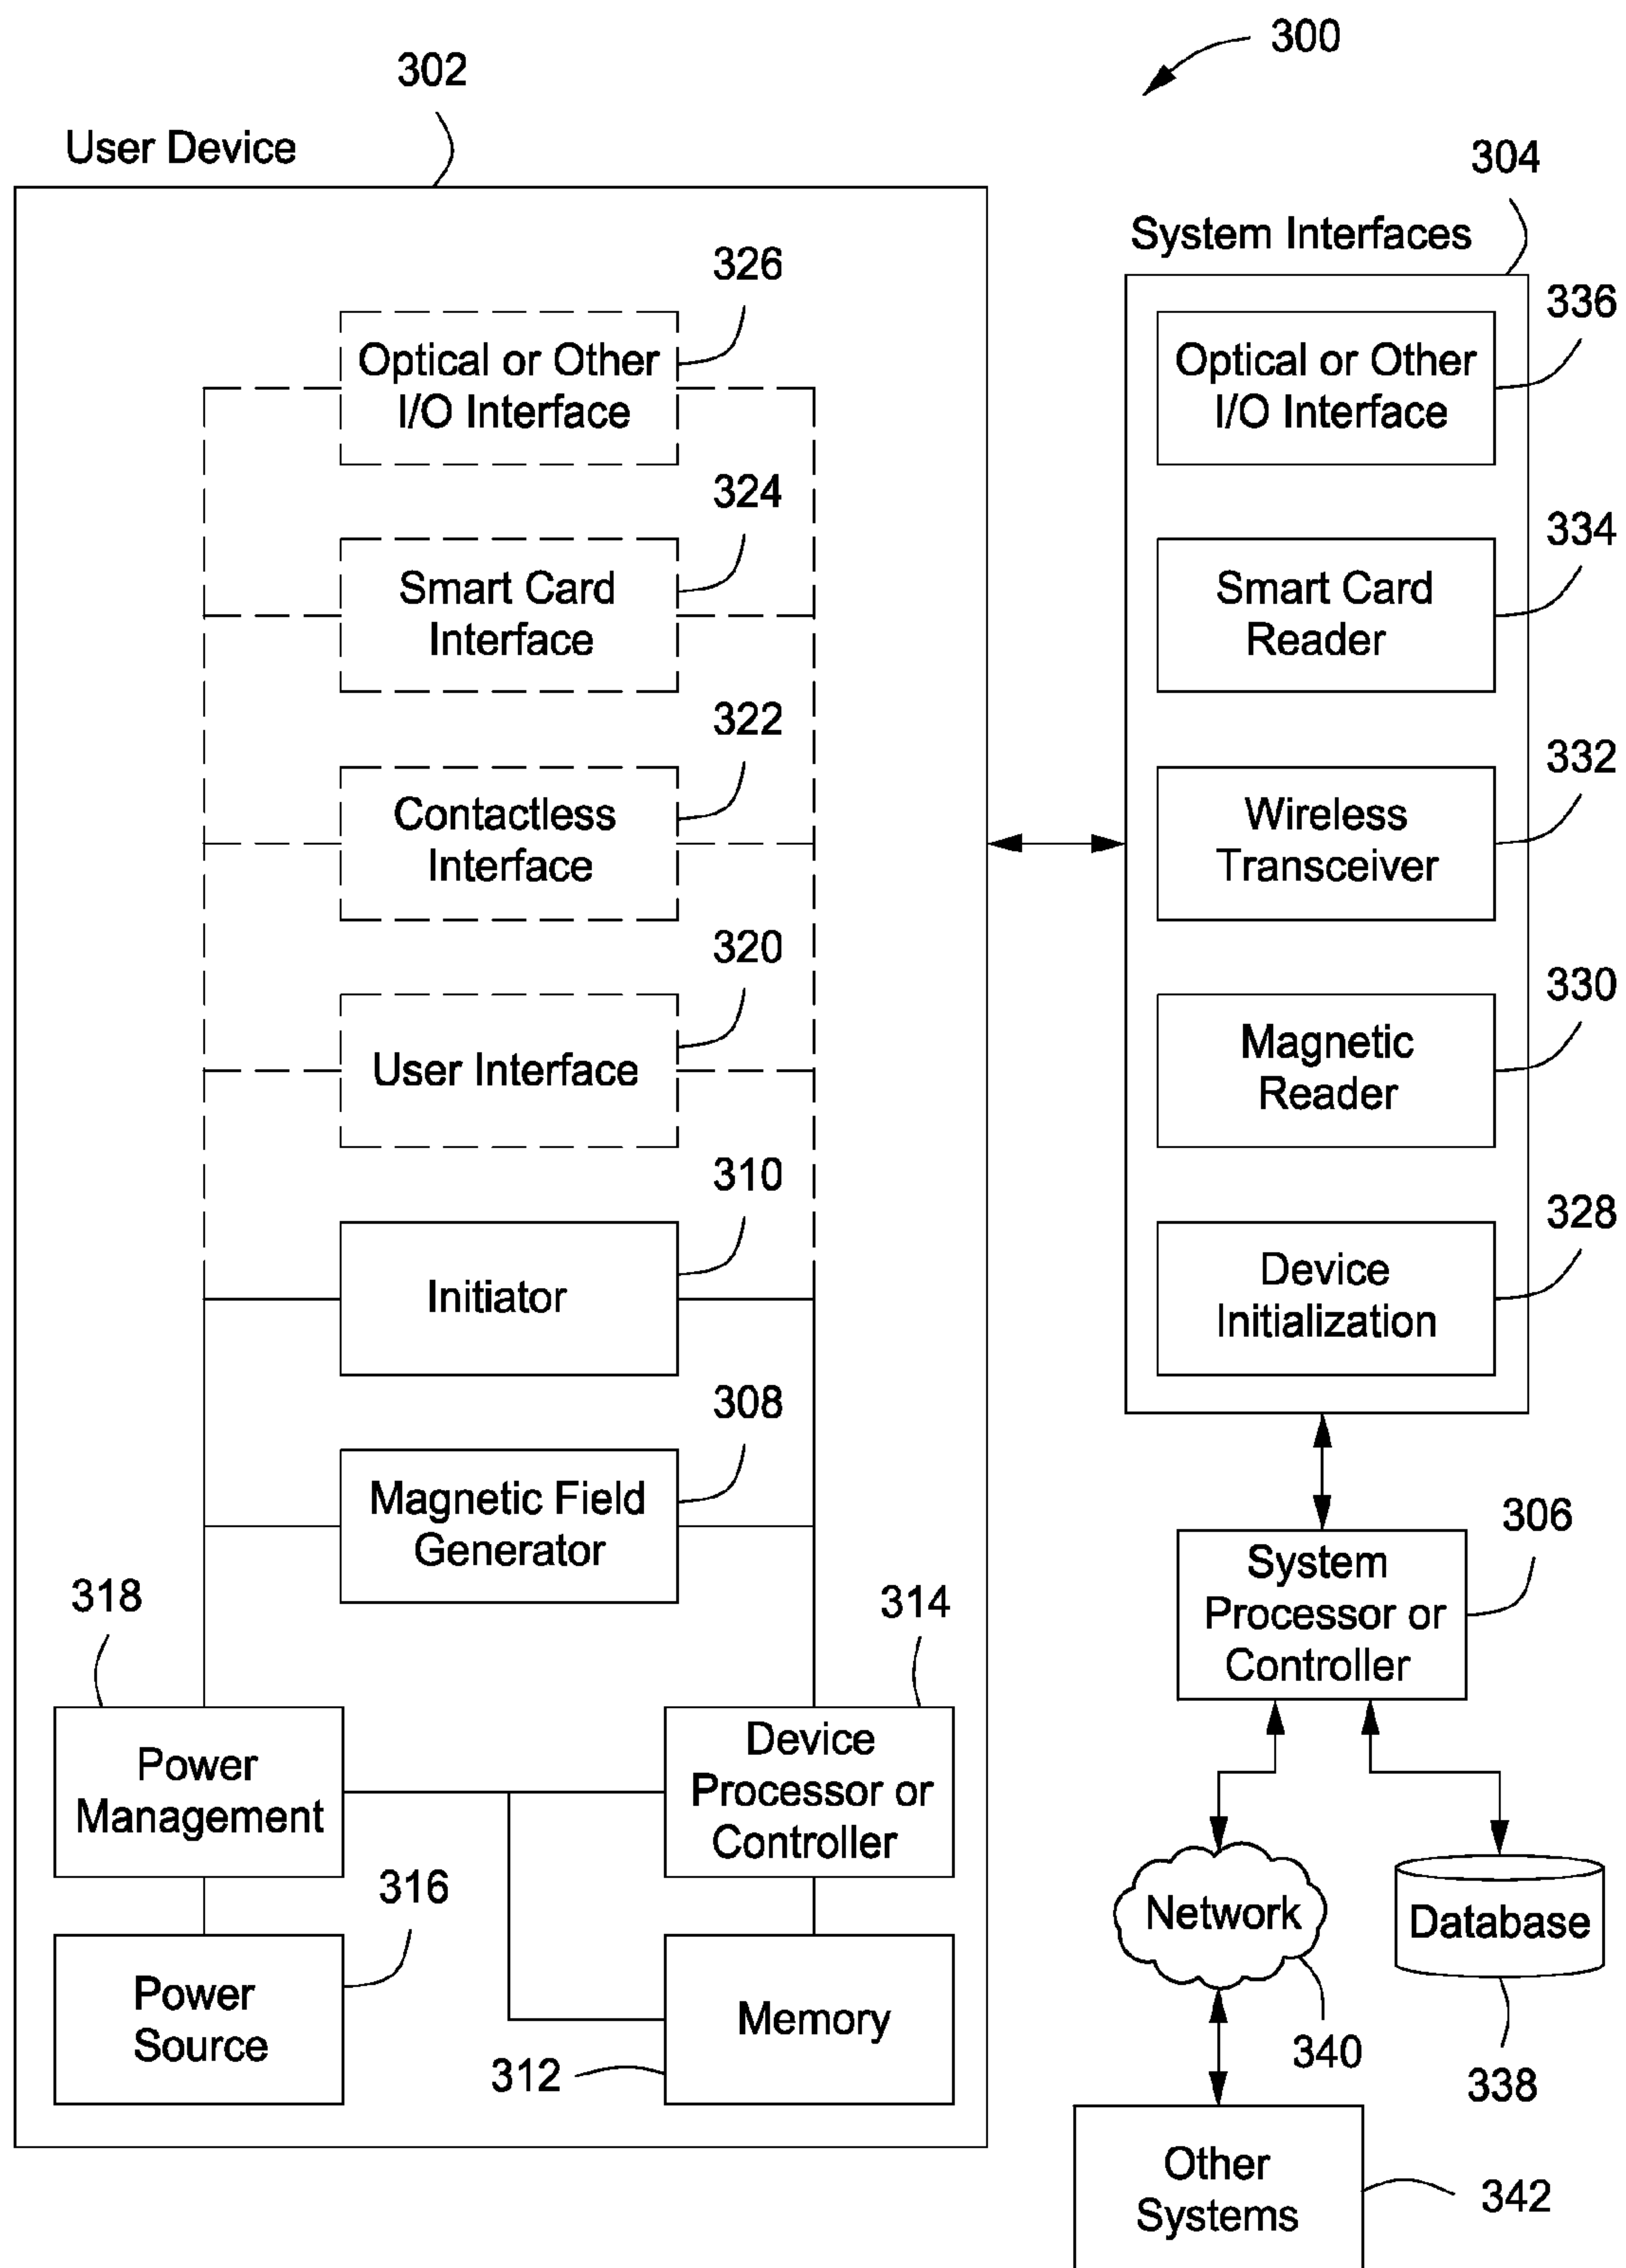 300
302
User Device
304
System Interfaces
326
Optical or Other
I/O Interface
324
Smart Card
Interface
322
Contactless
Interface
320
User Interface
310
Initiator
308
Magnetic Field
Generator
318
Power
Management
314
Device
Processor or
Controller
316
Power
Source
312
Memory
336
Optical or Other
I/O Interface
334
Smart Card
Reader
332
Wireless
Transceiver
330
Magnetic
Reader
328
Device
Initialization
306
System
Processor or
Controller
Network
340
Database
338
Other
Systems
342